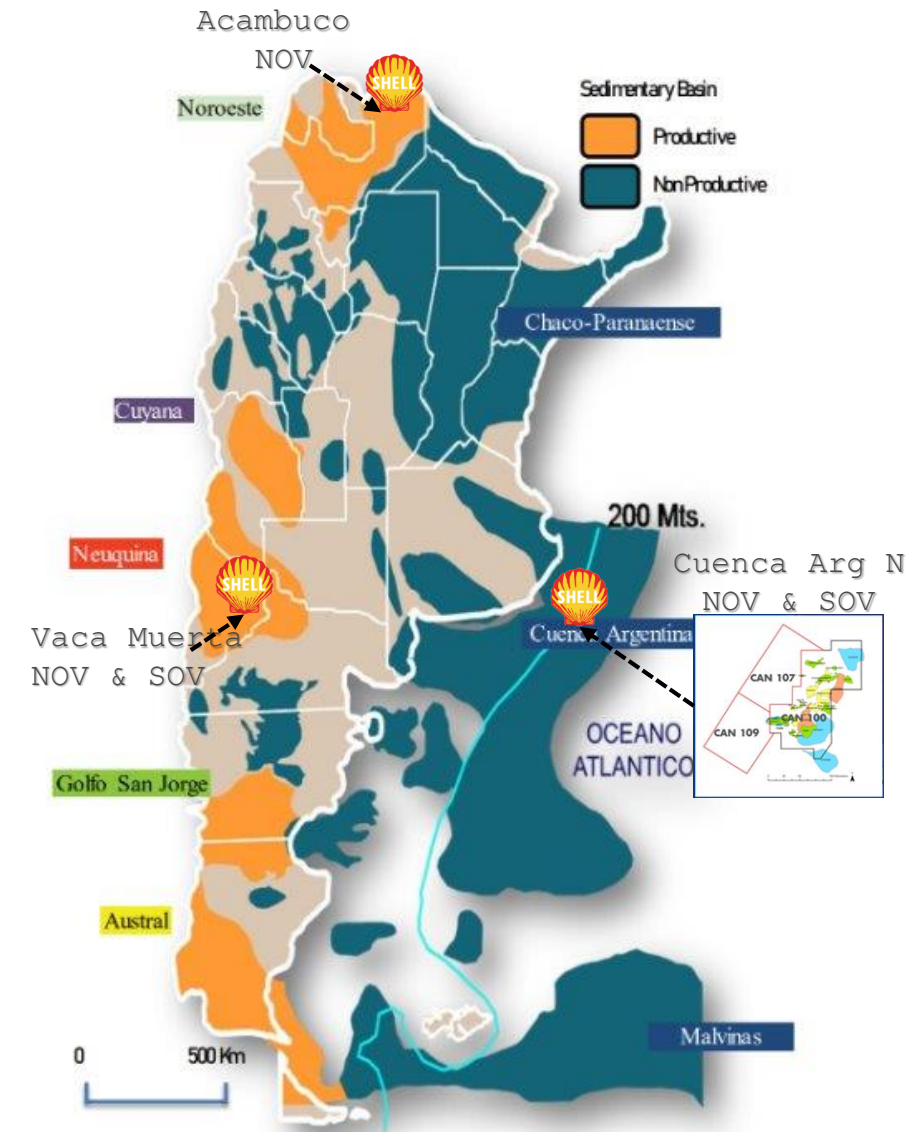 Acambuco
NOV
SHELL
Noroeste
Sedimentary Basin
Productive
Non Productive
Chaco-Paranaense
Cuyana
200 Mts.
Neuquina
SHELL
SHELL
Cuenca Arg N
NOV & SOV
Vaca Muerta
NOV & SOV
Cuenca Argentina
CAN 107
CAN 100
CAN 109
OCEANO
ATLANTICO
Golfo San Jorge
Austral
Malvinas
0 500 Km